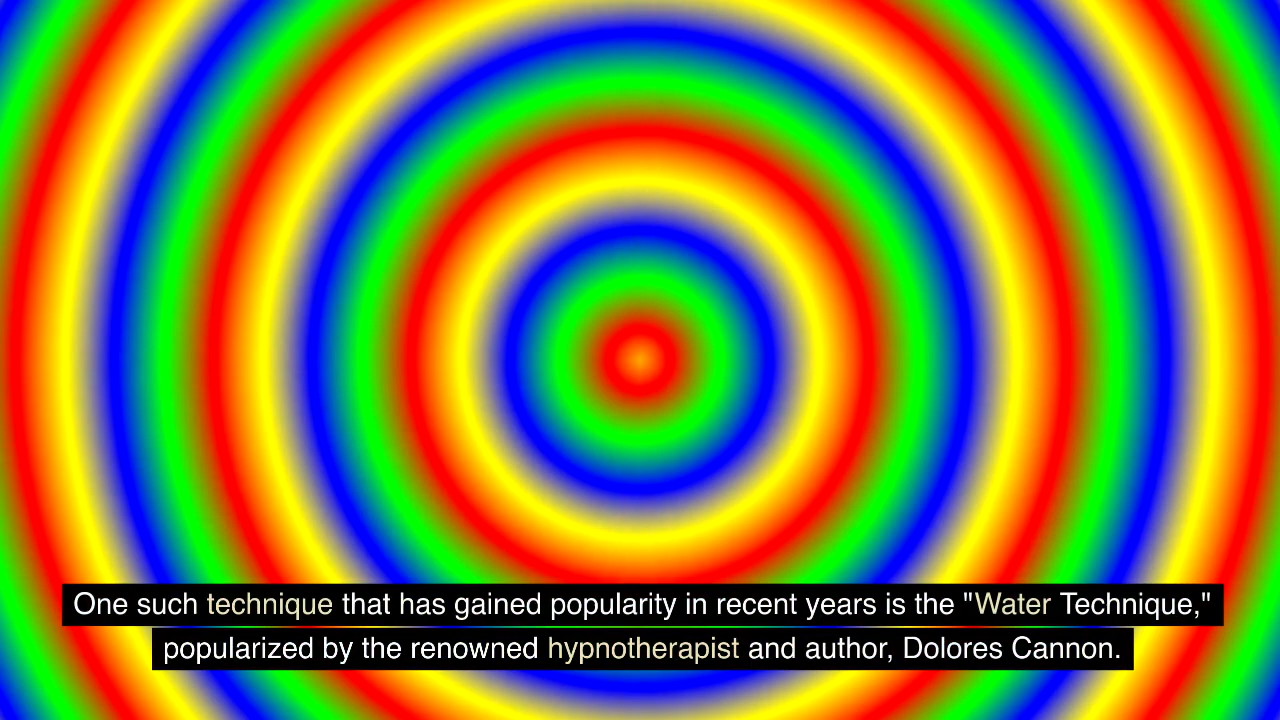 One such technique that has gained popularity in recent years is the "Water Technique,"
popularized by the renowned hypnotherapist and author, Dolores Cannon.